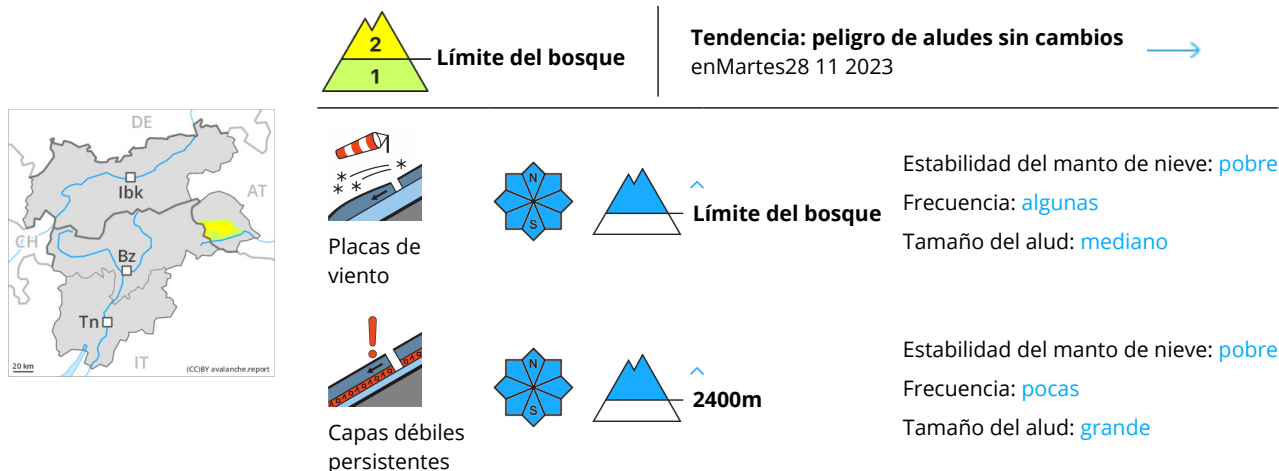 2
1
Límite del bosque
Tendencia: peligro de aludes sin cambios
enMartes28 11 2023
DE
AT
Ibk
CH
Bz
Tn
IT
20 km
(CC)BY avalanche.report
Placas de
viento
N
S
Límite del bosque
Estabilidad del manto de nieve: pobre
Frecuencia: algunas
Tamaño del alud: mediano
Capas débiles
persistentes
N
S
2400m
Estabilidad del manto de nieve: pobre
Frecuencia: pocas
Tamaño del alud: grande